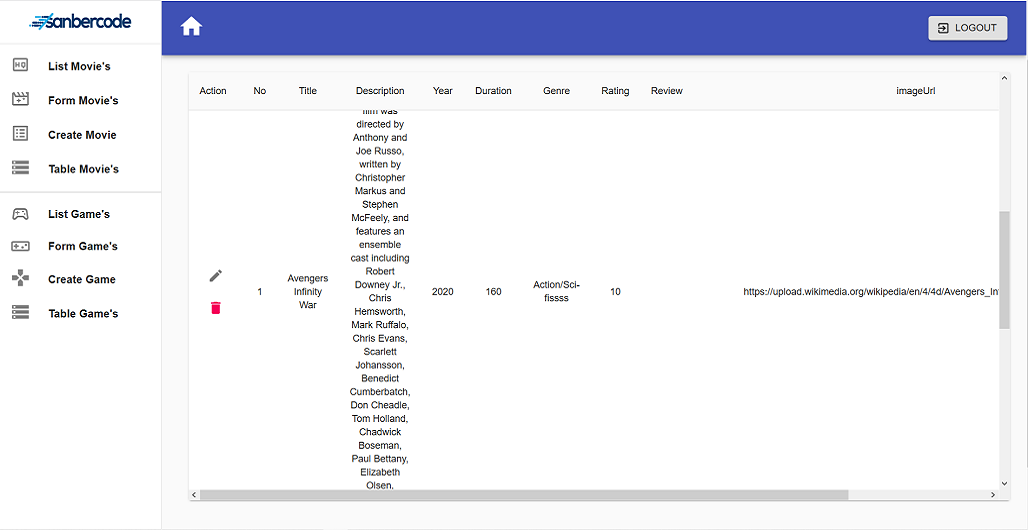 Sanbercode
LOGOUT
List Movie's
Form Movie's
Create Movie
Table Movie's
List Game's
Form Game's
Create Game
Table Game's
Action No Title Description Year Duration Genre Rating Review imageUrl
film was
directed by
Anthony and
Joe Russo,
written by
Christopher
Markus and
Stephen
McFeely, and
features an
ensemble
cast including
Robert
Downey Jr.,
Chris
Hemsworth,
Mark Ruffalo,
Chris Evans,
Scarlett
Johansson,
Benedict
Cumberbatch,
Don Cheadle,
Tom Holland,
Chadwick
Boseman,
Paul Bettany,
Elizabeth
Olsen,
1
Avengers
Infinity
War
2020
160
Action/Sci-
fissss
10
https://upload.wikimedia.org/wikipedia/en/4/4d/Avengers_In